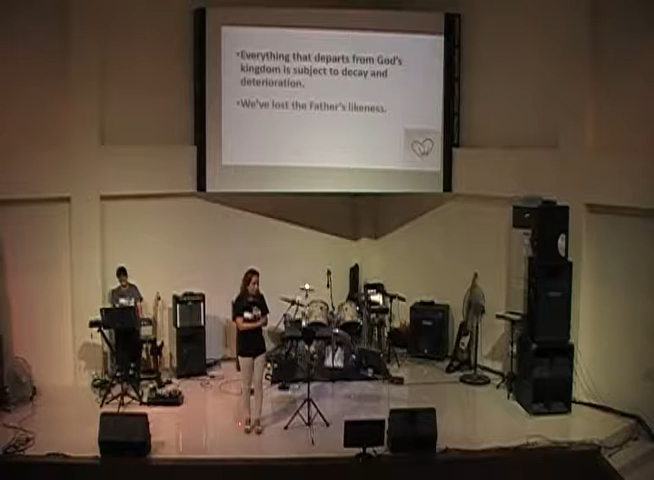 •Everything that departs from God's
kingdom is subject to decay and
deterioration.
•We've lost the Father's likeness.